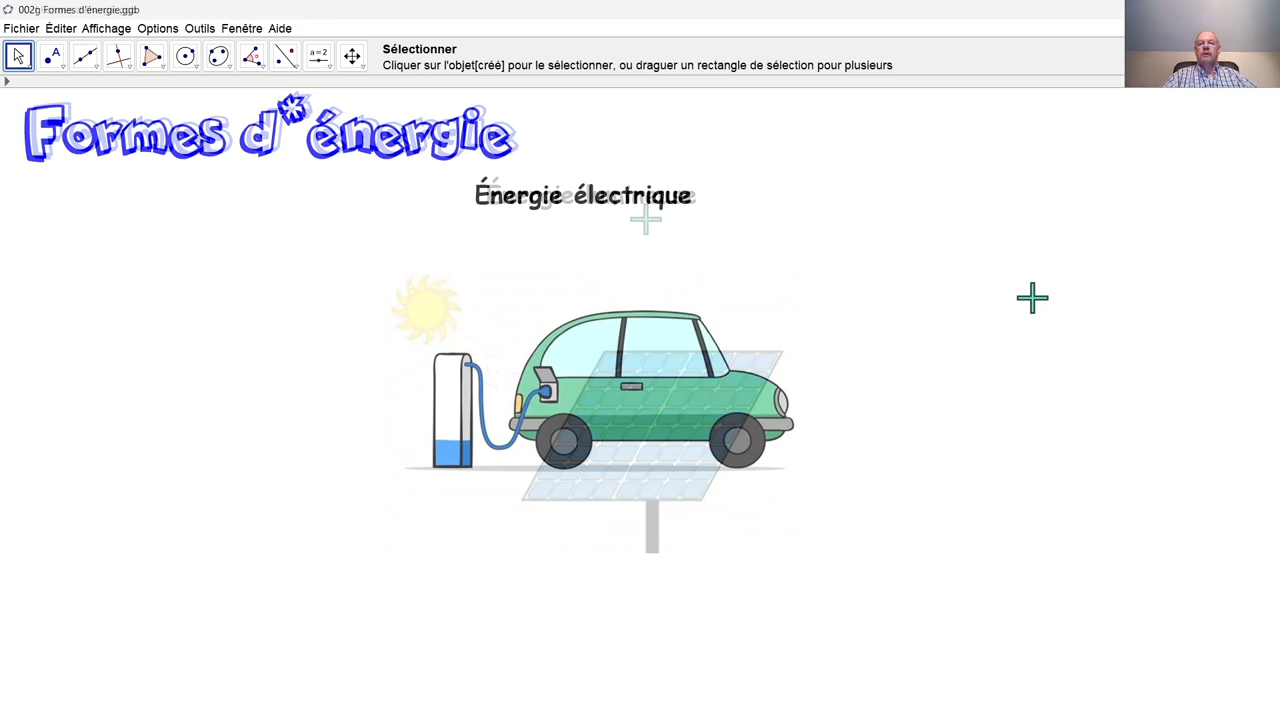 002g Formes d'énergie.ggb
Fichier Éditer Affichage Options Outils Fenêtre Aide
A
a=2
Sélectionner
Cliquer sur l'objet[créé] pour le sélectionner, ou draguer un rectangle de sélection pour plusieurs
Formes d*énergie
Énergie électrique